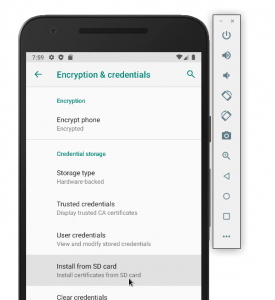 7:59
Encryption & credentials
Encryption
Encrypt phone
Encrypted
Credential storage
Storage type
Hardware-backed
Trusted credentials
Display trusted CA certificates
User credentials
View and modify stored credentials
Install from SD card
Install certificates from SD card
Clear credentials